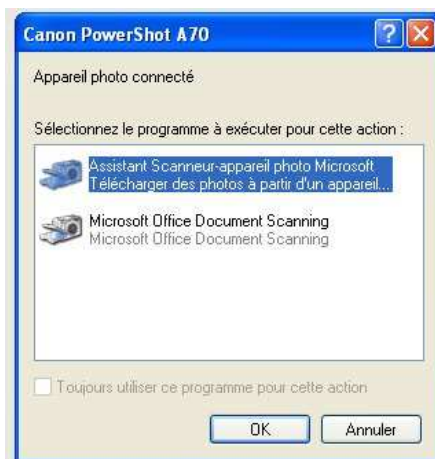 Canon PowerShot A70
Appareil photo connecté
Sélectionnez le programme à exécuter pour cette action :
Assistant Scanneur-appareil photo Microsoft
Télécharger des photos à partir d'un appareil...
Microsoft Office Document Scanning
Microsoft Office Document Scanning
Toujours utiliser ce programme pour cette action
OK
Annuler